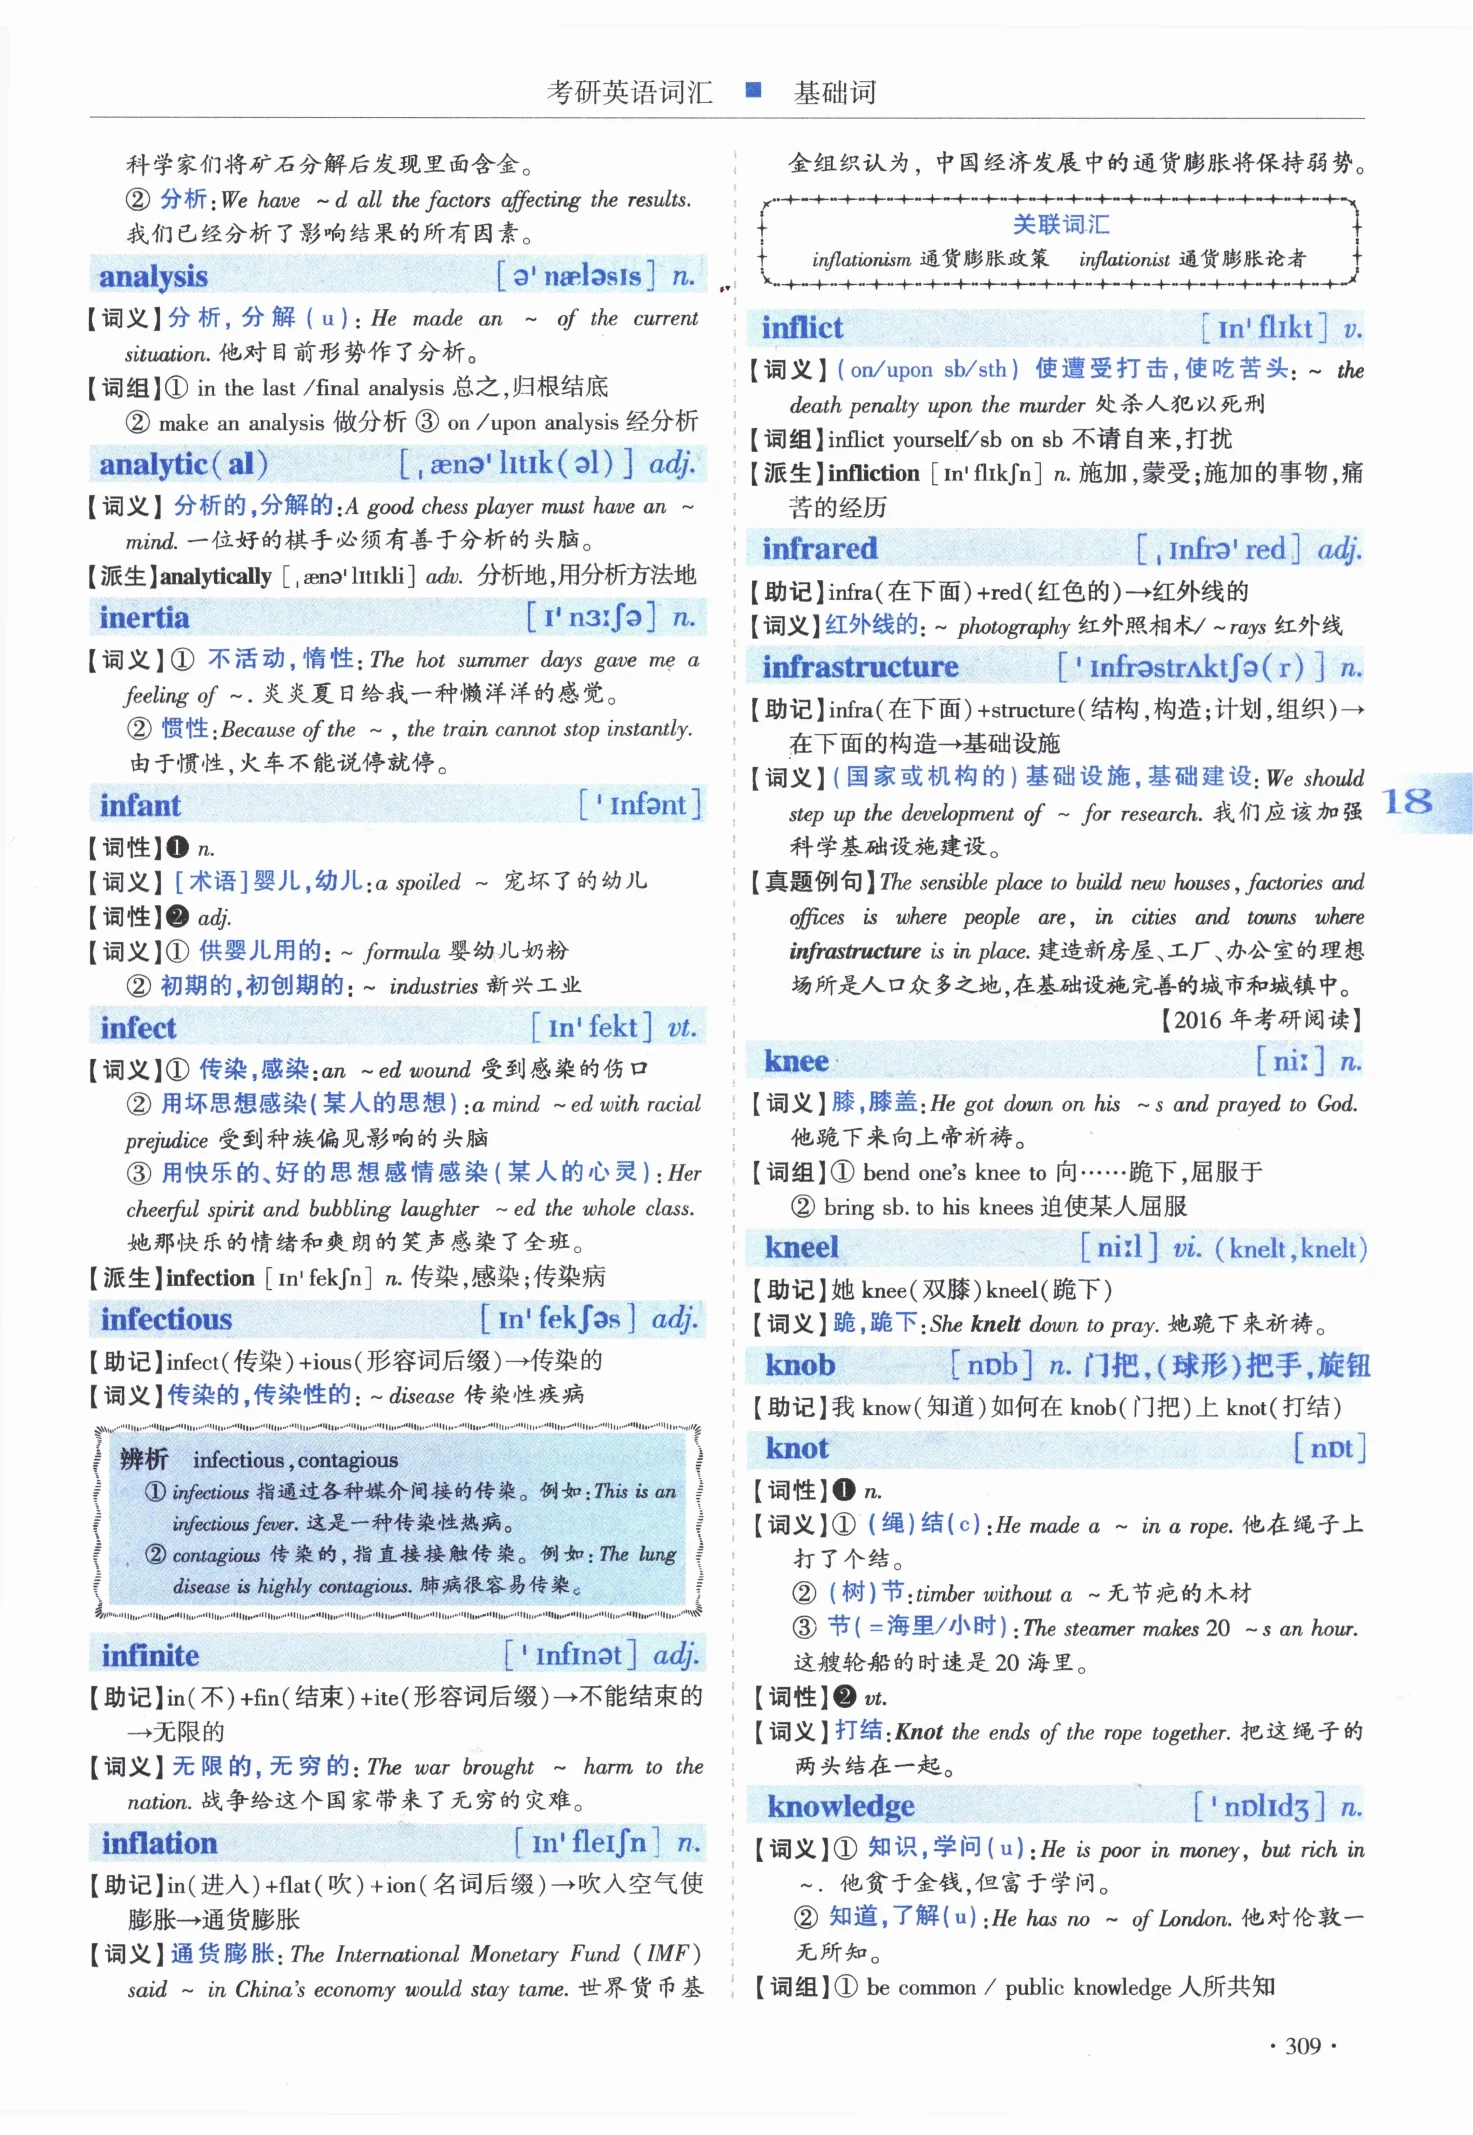 考研英语词汇 ■ 基础词
科学家们将矿石分解后发现里面含金。
② 分析:We have ~d all the factors affecting the results.
我们已经分析了影响结果的所有因素。
analysis [ə'næləsɪs] n.
【词义】分析,分解(u): He made an ~ of the current
situation. 他对目前形势作了分析。
【词组】① in the last /final analysis 总之,归根结底
② make an analysis 做分析 ③ on /upon analysis 经分析
analytic(al) [ˌænə'lɪtɪk(əl)] adj.
【词义】分析的,分解的:A good chess player must have an ~
mind. 一位好的棋手必须有善于分析的头脑。
【派生】analytically [ˌænə'lɪtɪkli] adv. 分析地,用分析方法地
inertia [ɪ'nɜːʃə] n.
【词义】① 不活动,惰性:The hot summer days gave me a
feeling of ~. 炎炎夏日给我一种懒洋洋的感觉。
② 惯性:Because of the ~, the train cannot stop instantly.
由于惯性,火车不能说停就停。
infant ['ɪnfənt]
【词性】❶ n.
【词义】[术语]婴儿,幼儿:a spoiled ~ 宠坏了的幼儿
【词性】❷ adj.
【词义】① 供婴儿用的: ~ formula 婴幼儿奶粉
② 初期的,初创期的: ~ industries 新兴工业
infect [ɪn'fekt] vt.
【词义】① 传染,感染:an ~ed wound 受到感染的伤口
② 用坏思想感染(某人的思想):a mind ~ed with racial
prejudice 受到种族偏见影响的头脑
③ 用快乐的、好的思想感情感染(某人的心灵):Her
cheerful spirit and bubbling laughter ~ed the whole class.
她那快乐的情绪和爽朗的笑声感染了全班。
【派生】infection [ɪn'fekʃn] n. 传染,感染;传染病
infectious [ɪn'fekʃəs] adj.
【助记】infect(传染)+ious(形容词后缀)→传染的
【词义】传染的,传染性的: ~ disease 传染性疾病
辨析 infectious,contagious
① infectious 指通过各种媒介间接的传染。例如:This is an
infectious fever. 这是一种传染性热病。
② contagious 传染的,指直接接触传染。例如:The lung
disease is highly contagious. 肺病很容易传染。
infinite ['ɪnfɪnət] adj.
【助记】in(不)+fin(结束)+ite(形容词后缀)→不能结束的
→无限的
【词义】无限的,无穷的: The war brought ~ harm to the
nation. 战争给这个国家带来了无穷的灾难。
inflation [ɪn'fleɪʃn] n.
【助记】in(进入)+flat(吹)+ion(名词后缀)→吹入空气使
膨胀→通货膨胀
【词义】通货膨胀: The International Monetary Fund (IMF)
said ~ in China's economy would stay tame. 世界货币基
金组织认为,中国经济发展中的通货膨胀将保持弱势。
关联词汇
inflationism 通货膨胀政策 inflationist 通货膨胀论者
inflict [ɪn'flɪkt] v.
【词义】(on/upon sb/sth) 使遭受打击,使吃苦头: ~ the
death penalty upon the murder 处杀人犯以死刑
【词组】inflict yourself/sb on sb 不请自来,打扰
【派生】infliction [ɪn'flɪkʃn] n. 施加,蒙受;施加的事物,痛
苦的经历
infrared [ˌɪnfrə'red] adj.
【助记】infra(在下面)+red(红色的)→红外线的
【词义】红外线的: ~ photography 红外照相术/ ~rays 红外线
infrastructure ['ɪnfrəstrʌktʃə(r)] n.
【助记】infra(在下面)+structure(结构,构造;计划,组织)→
在下面的构造→基础设施
【词义】(国家或机构的)基础设施,基础建设: We should
step up the development of ~ for research. 我们应该加强
科学基础设施建设。
【真题例句】The sensible place to build new houses, factories and
offices is where people are, in cities and towns where
infrastructure is in place. 建造新房屋、工厂、办公室的理想
场所是人口众多之地,在基础设施完善的城市和城镇中。
【2016 年考研阅读】
knee [niː] n.
【词义】膝,膝盖:He got down on his ~s and prayed to God.
他跪下来向上帝祈祷。
【词组】① bend one's knee to 向……跪下,屈服于
② bring sb. to his knees 迫使某人屈服
kneel [niːl] vi. (knelt,knelt)
【助记】她 knee(双膝)kneel(跪下)
【词义】跪,跪下:She knelt down to pray. 她跪下来祈祷。
knob [nɒb] n. 门把,(球形)把手,旋钮
【助记】我 know(知道)如何在 knob(门把)上 knot(打结)
knot [nɒt]
【词性】❶ n.
【词义】① (绳)结(c):He made a ~ in a rope. 他在绳子上
打了个结。
② (树)节:timber without a ~无节疤的木材
③ 节(=海里/小时):The steamer makes 20 ~s an hour.
这艘轮船的时速是 20 海里。
【词性】❷ vt.
【词义】打结:Knot the ends of the rope together. 把这绳子的
两头结在一起。
knowledge ['nɒlɪdʒ] n.
【词义】① 知识,学问(u):He is poor in money, but rich in
~. 他贫于金钱,但富于学问。
② 知道,了解(u):He has no ~ of London. 他对伦敦一
无所知。
【词组】① be common / public knowledge 人所共知
18
·309·